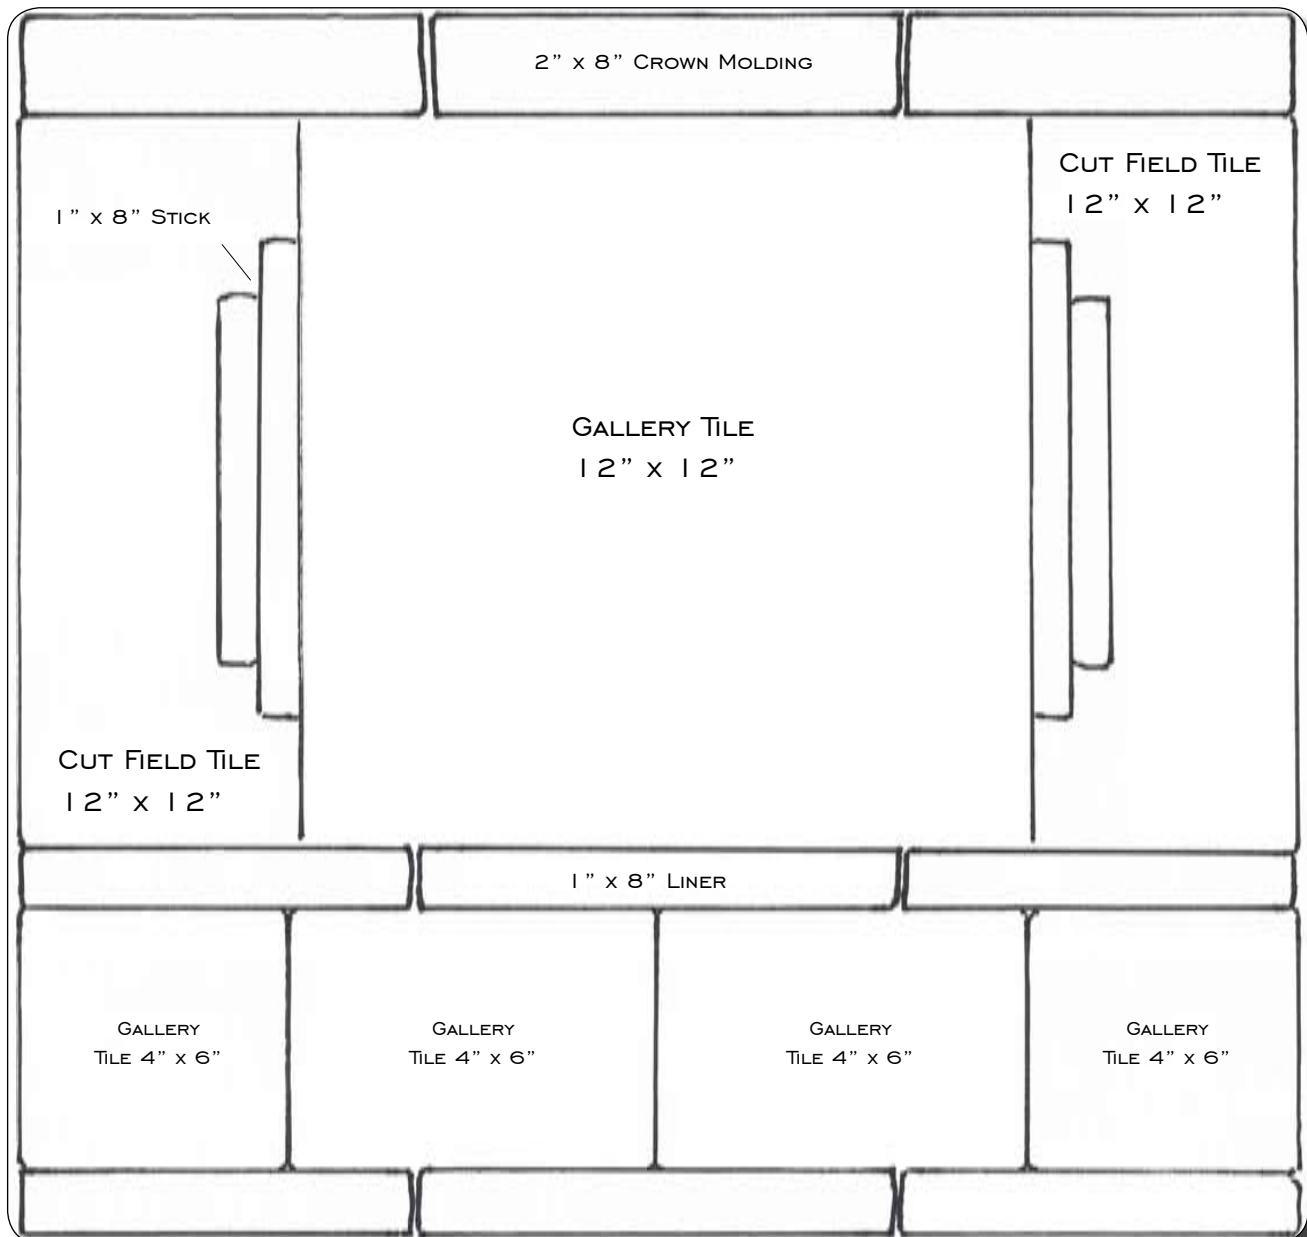 2” x 8” Crown Molding
Cut Field Tile
12” x 12”
1” x 8” Stick
Gallery Tile
12” x 12”
Cut Field Tile
12” x 12”
1” x 8” Liner
Gallery
Tile 4” x 6”
Gallery
Tile 4” x 6”
Gallery
Tile 4” x 6”
Gallery
Tile 4” x 6”